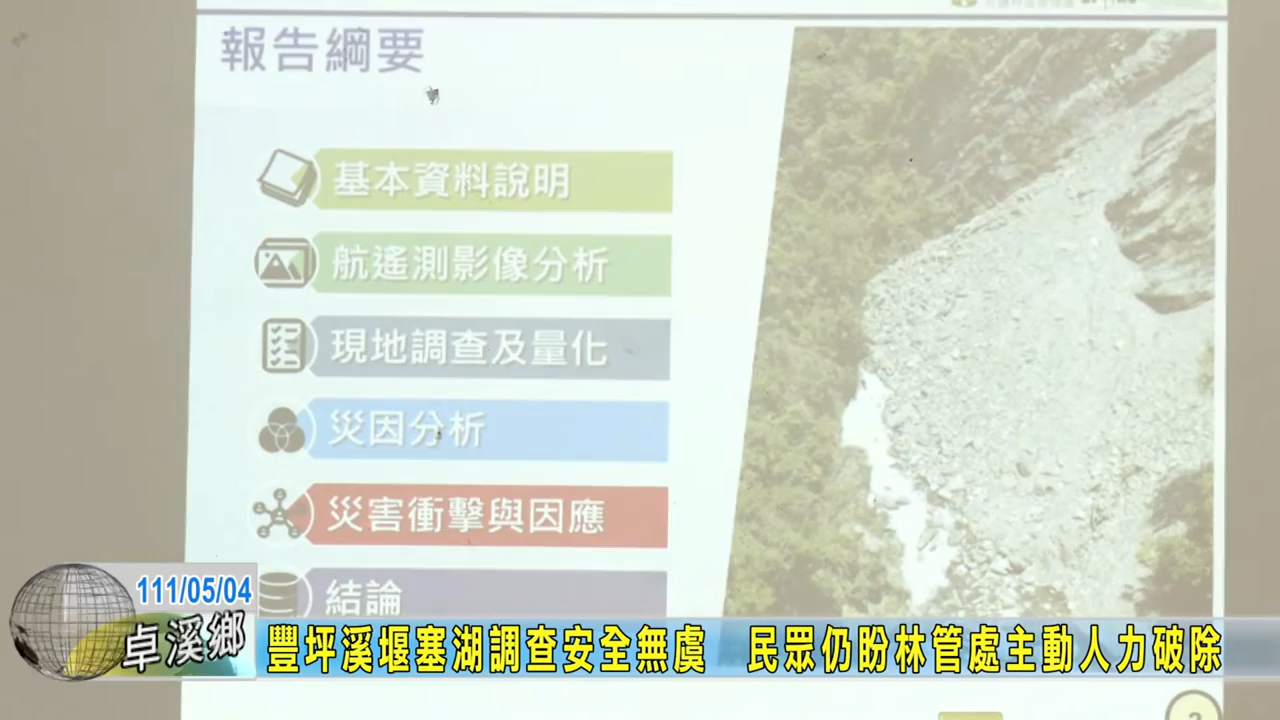 報告綱要
基本資料說明
航遙測影像分析
現地調查及量化
災因分析
災害衝擊與因應
結論
111/05/04
卓溪鄉
豐坪溪堰塞湖調查安全無虞 民眾仍盼林管處主動人力破除